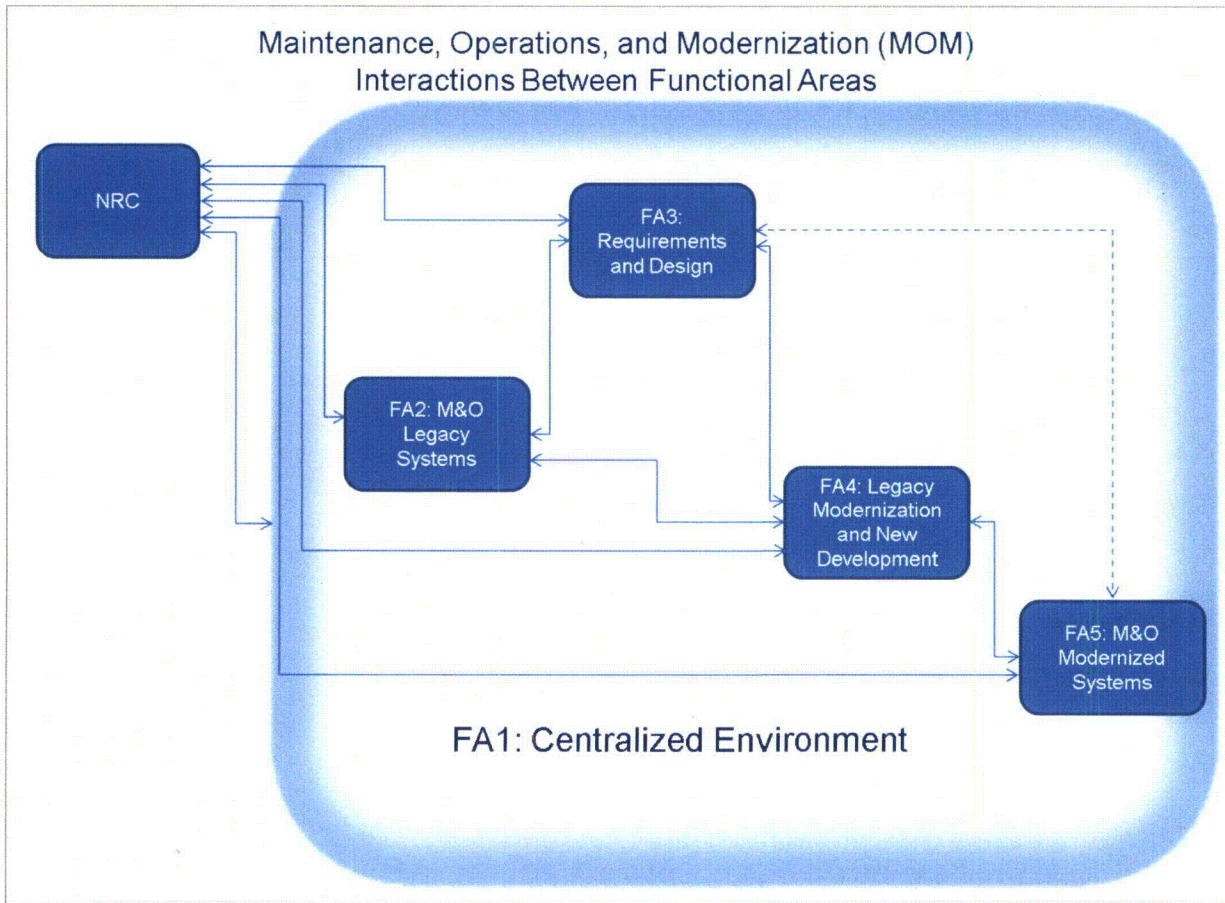 Maintenance, Operations, and Modernization (MOM)
Interactions Between Functional Areas
NRC
FA3:
Requirements
and Design
FA2: M&O
Legacy
Systems
FA4: Legacy
Modernization
and New
Development
FA5: M&O
Modernized
Systems
FA1: Centralized Environment